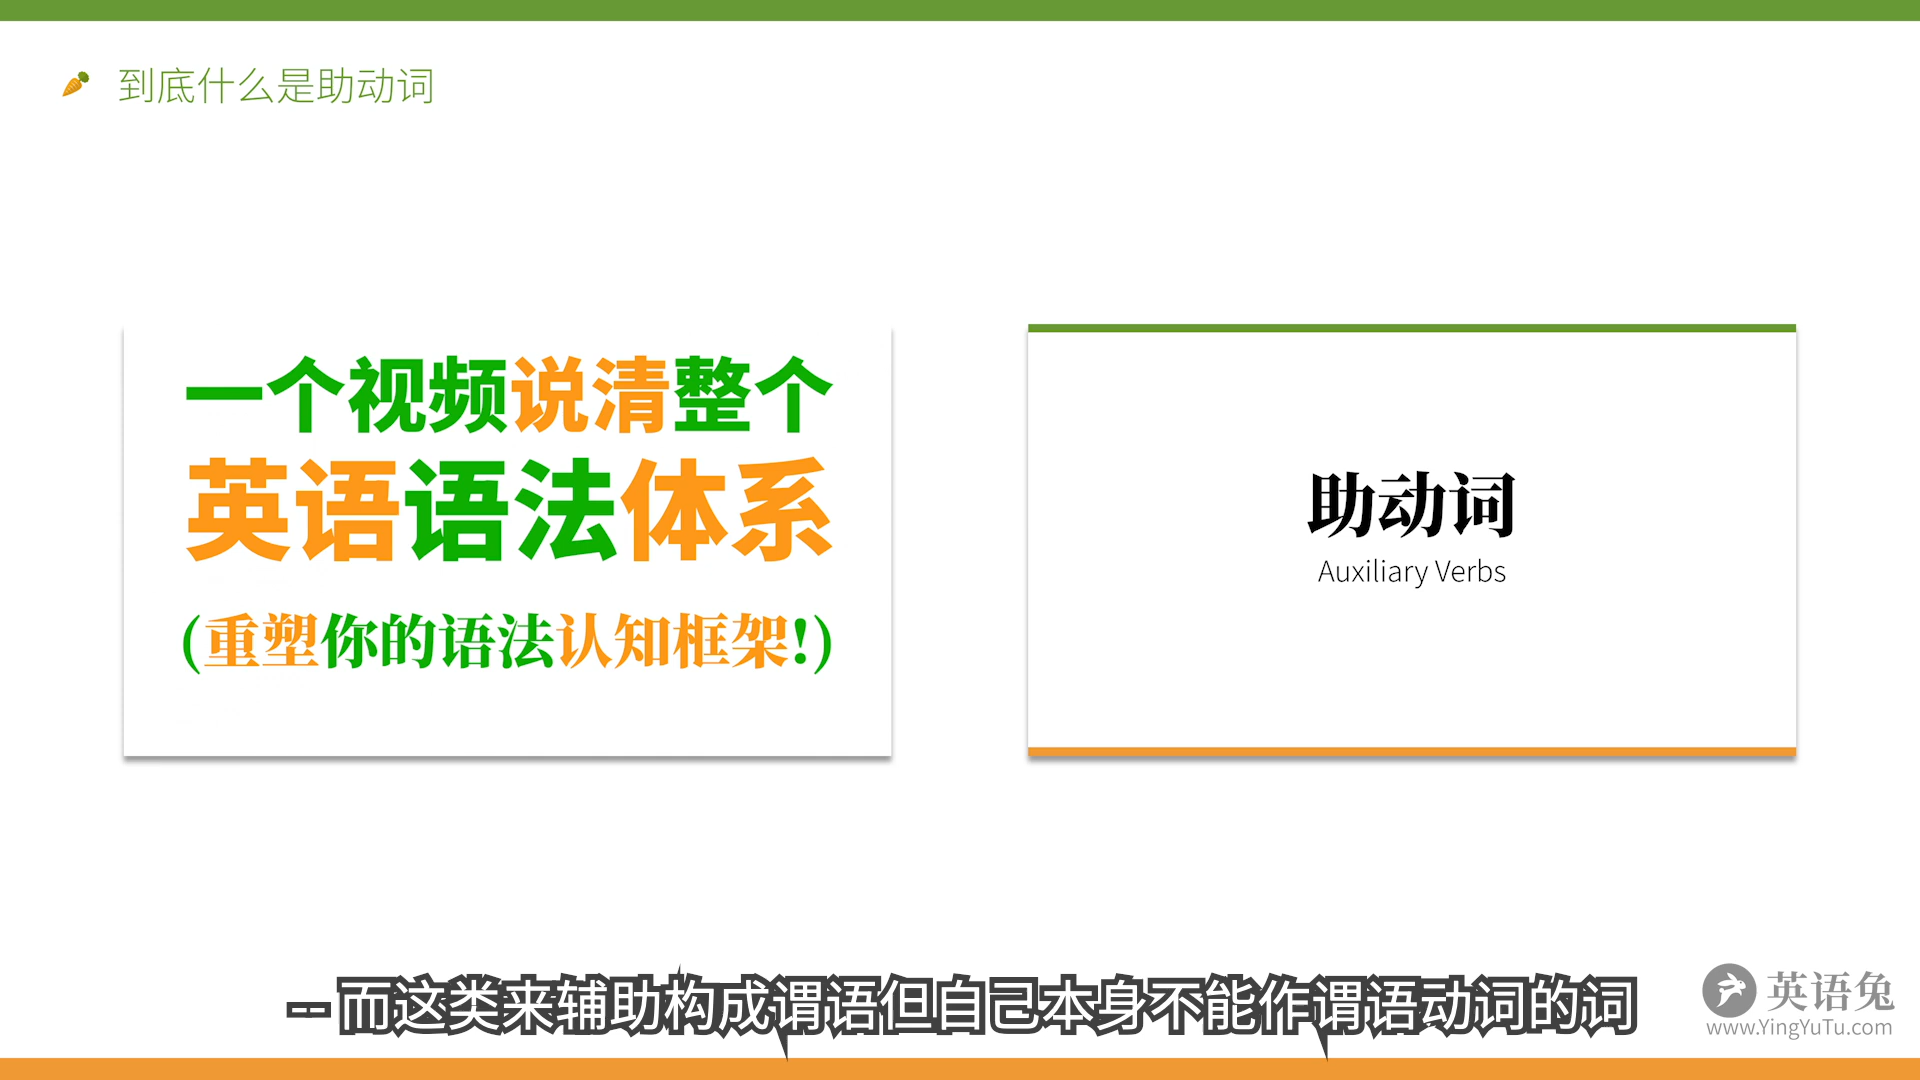 到底什么是助动词
一个视频说清整个
英语语法体系
(重塑你的语法认知框架!)
助动词
Auxiliary Verbs
-- 而这类来辅助构成谓语但自己本身不能作谓语动词的词
英语兔
www.YingYuTu.com